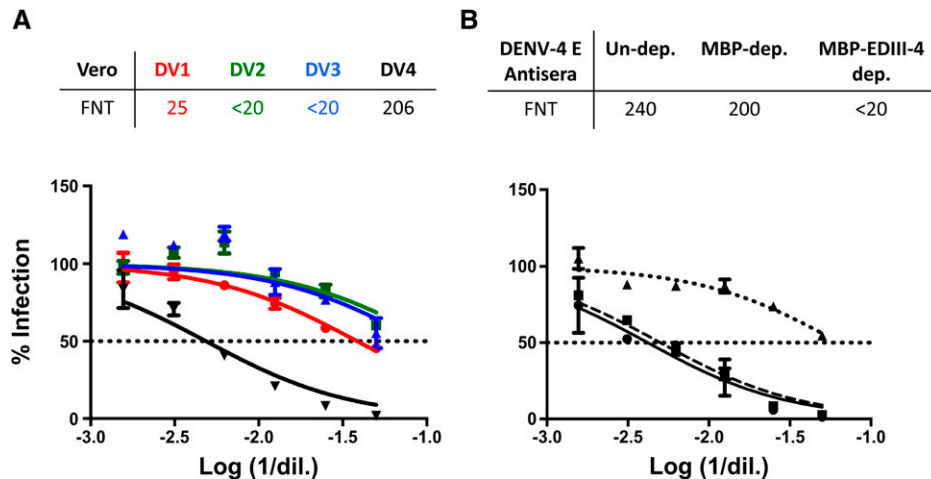 A
Vero DV1 DV2 DV3 DV4
FNT 25 <20 <20 206
150
100
50
0
% Infection
-3.0 -2.5 -2.0 -1.5 -1.0
Log (1/dil.)
B
DENV-4 E Un-dep. MBP-dep. MBP-EDIII-4
Antisera dep.
FNT 240 200 <20
150
100
50
0
-3.0 -2.5 -2.0 -1.5 -1.0
Log (1/dil.)